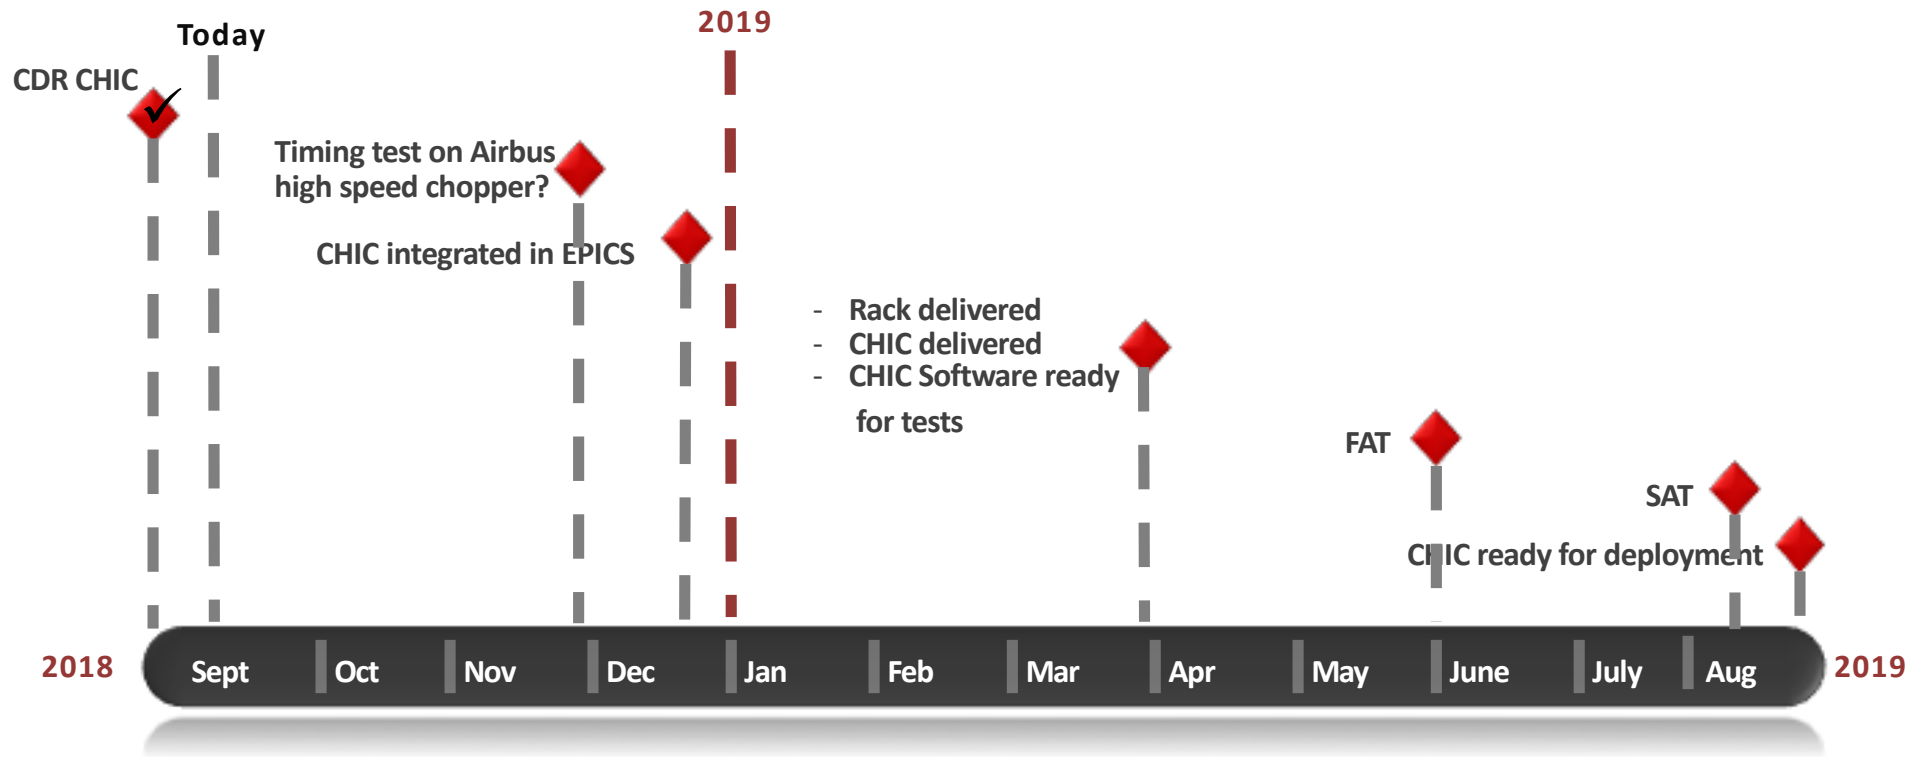 2019
Today
CDR CHIC
Timing test on Airbus
high speed chopper?
CHIC integrated in EPICS
- Rack delivered
- CHIC delivered
- CHIC Software ready
for tests
FAT
SAT
CHIC ready for deployment
2018 Sept Oct Nov Dec Jan Feb Mar Apr May June July Aug 2019